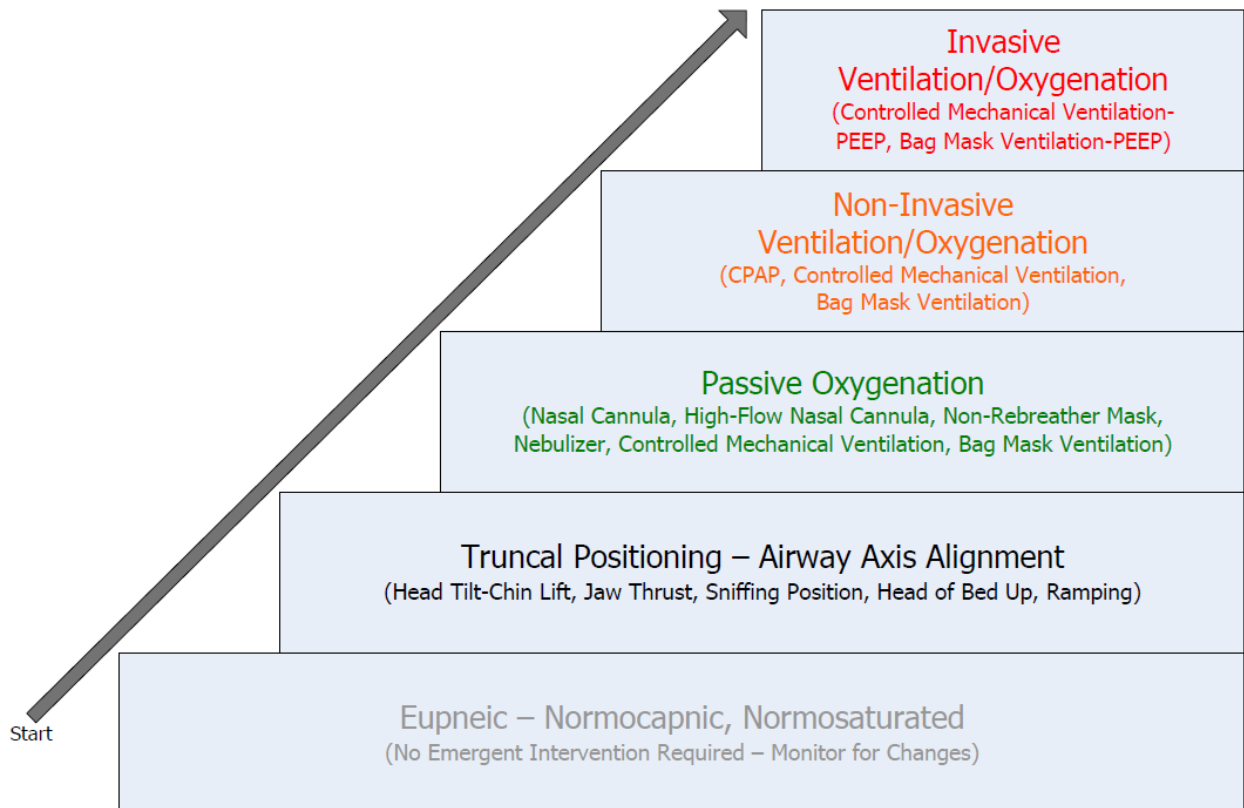 Invasive
Ventilation/Oxygenation
(Controlled Mechanical Ventilation-
PEEP, Bag Mask Ventilation-PEEP)
Non-Invasive
Ventilation/Oxygenation
(CPAP, Controlled Mechanical Ventilation,
Bag Mask Ventilation)
Passive Oxygenation
(Nasal Cannula, High-Flow Nasal Cannula, Non-Rebreather Mask,
Nebulizer, Controlled Mechanical Ventilation, Bag Mask Ventilation)
Truncal Positioning – Airway Axis Alignment
(Head Tilt-Chin Lift, Jaw Thrust, Sniffing Position, Head of Bed Up, Ramping)
Eupneic – Normocapnic, Normosaturated
(No Emergent Intervention Required – Monitor for Changes)
Start